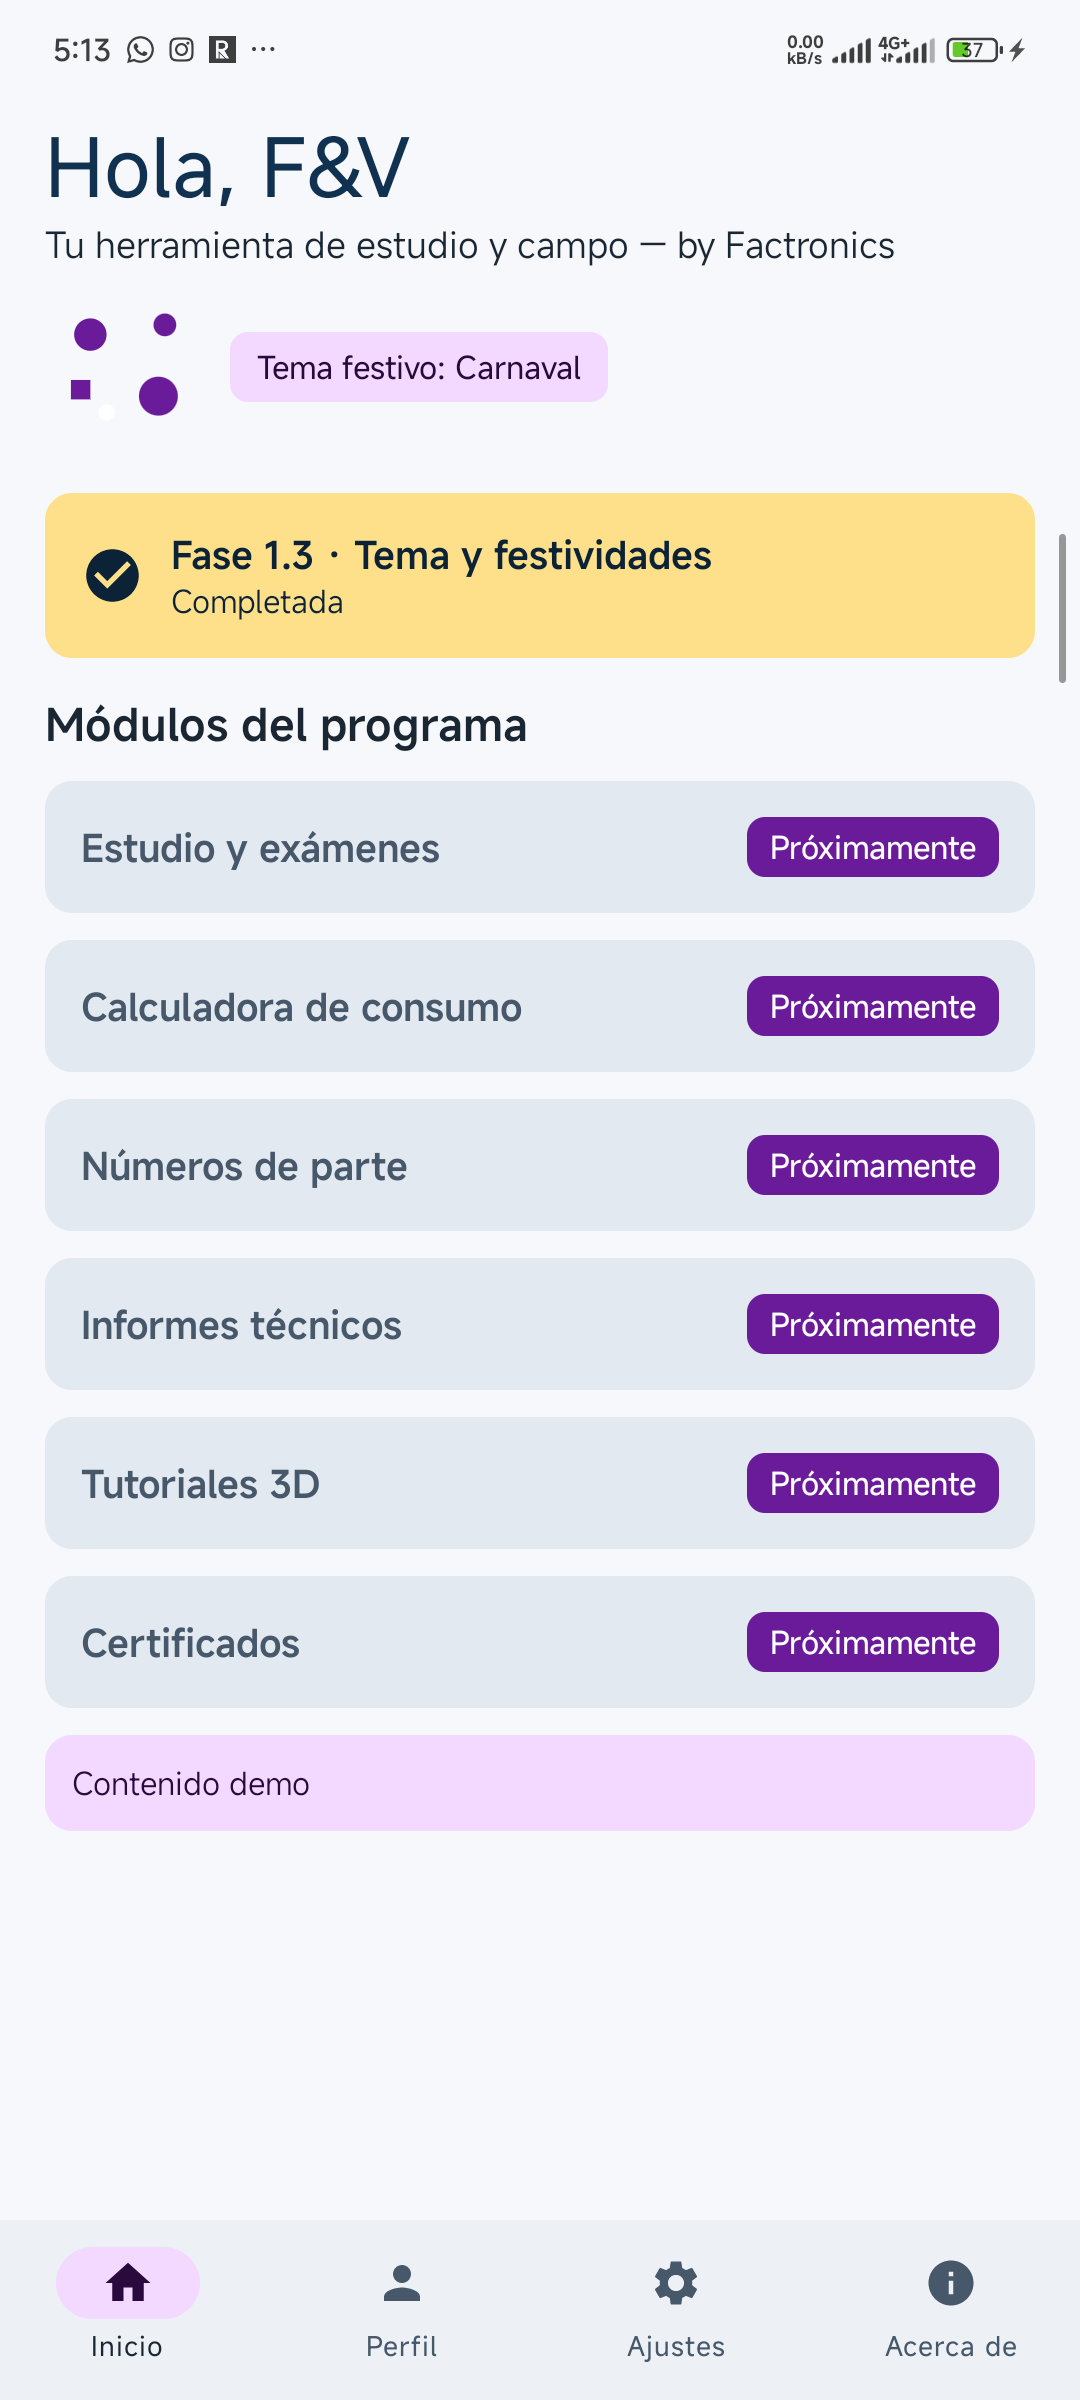 5:13
0.00
kB/s
4G+
37
Hola, F&V
Tu herramienta de estudio y campo — by Factronics
Tema festivo: Carnaval
Fase 1.3 · Tema y festividades
Completada
Módulos del programa
Estudio y exámenes
Próximamente
Calculadora de consumo
Próximamente
Números de parte
Próximamente
Informes técnicos
Próximamente
Tutoriales 3D
Próximamente
Certificados
Próximamente
Contenido demo
Inicio
Perfil
Ajustes
Acerca de